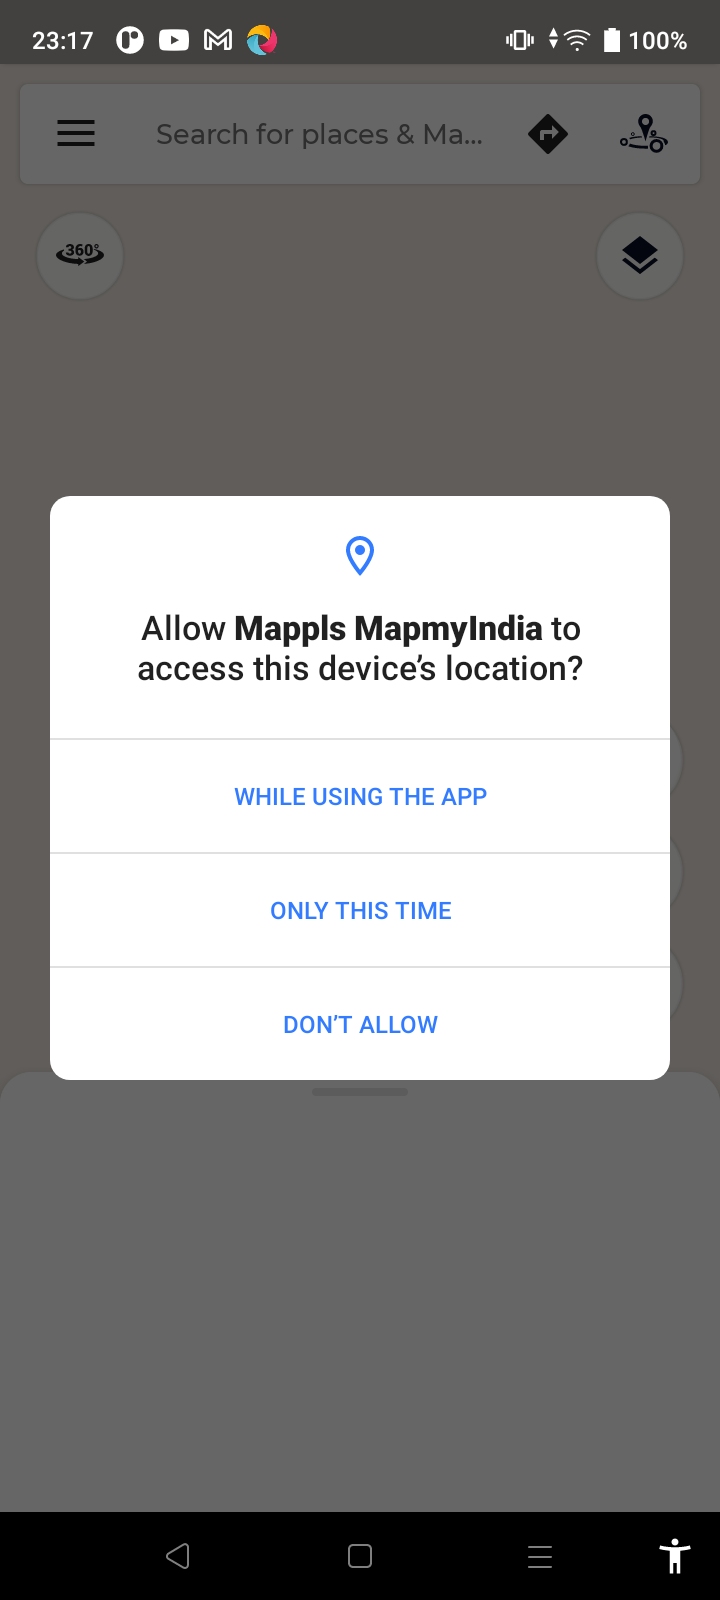 23:17
100%
Search for places & Ma...
360°
Allow Mappls MapmyIndia to
access this device’s location?
WHILE USING THE APP
ONLY THIS TIME
DON’T ALLOW